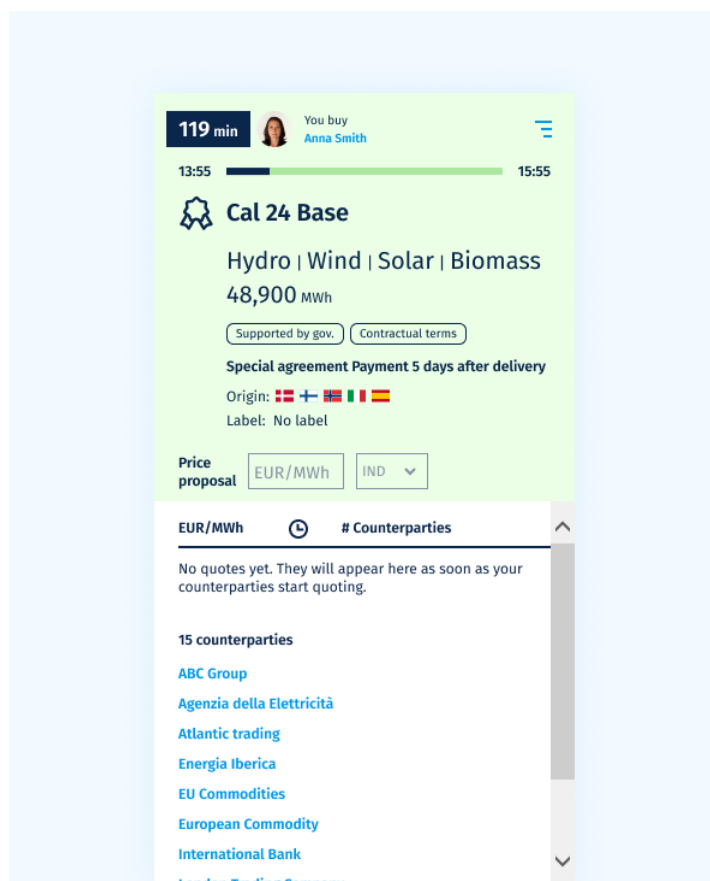 119 min
You buy
Anna Smith
13:55 15:55
Cal 24 Base
Hydro | Wind | Solar | Biomass
48,900 MWh
Supported by gov. Contractual terms
Special agreement Payment 5 days after delivery
Origin:
Label: No label
Price
proposal
EUR/MWh IND
EUR/MWh # Counterparties
No quotes yet. They will appear here as soon as your
counterparties start quoting.
15 counterparties
ABC Group
Agenzia della Elettricità
Atlantic trading
Energia Iberica
EU Commodities
European Commodity
International Bank
London Trading Company